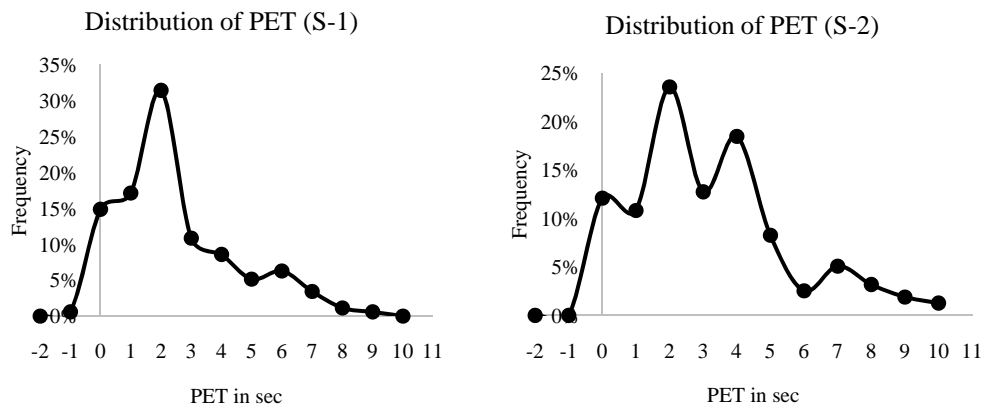 Distribution of PET (S-1)
35%
30%
25%
20%
15%
10%
5%
0%
Frequency
-2 -1 0 1 2 3 4 5 6 7 8 9 10 11
PET in sec
Distribution of PET (S-2)
25%
20%
15%
10%
5%
0%
Frequency
-2 -1 0 1 2 3 4 5 6 7 8 9 10 11
PET in sec